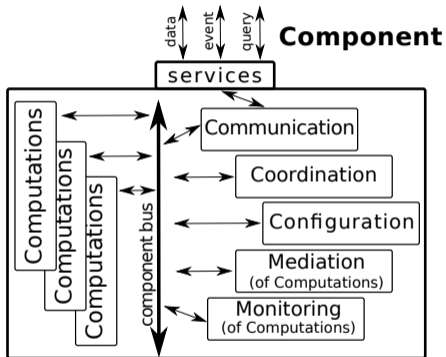 data
event
query
Component
services
Computations
Computations
Computations
component bus
Communication
Coordination
Configuration
Mediation
(of Computations)
Monitoring
(of Computations)